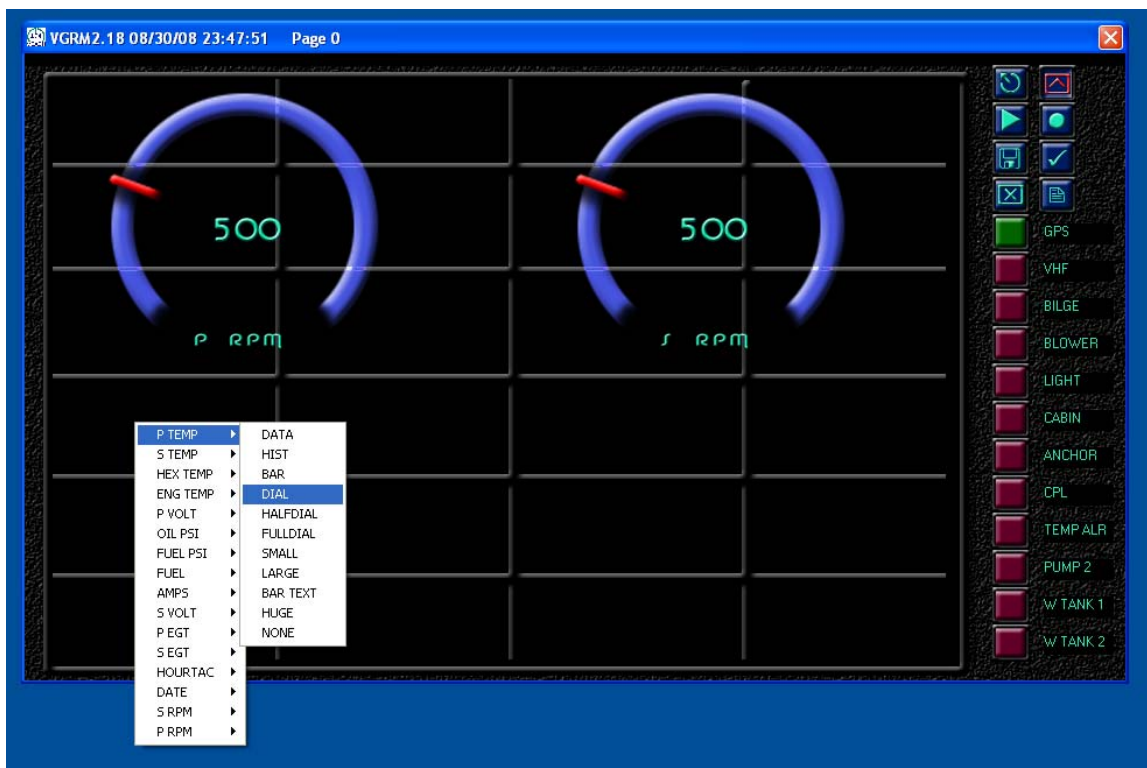 VGRM2.18 08/30/08 23:47:51 Page 0
500
P RPM
500
S RPM
GPS
VHF
BILGE
BLOWER
LIGHT
CABIN
ANCHOR
CPL
TEMP ALR
PUMP 2
W TANK 1
W TANK 2
P TEMP
S TEMP
HEX TEMP
ENG TEMP
P VOLT
OIL PSI
FUEL PSI
FUEL
AMPS
S VOLT
P EGT
S EGT
HOURTAC
DATE
S RPM
P RPM
DATA
HIST
BAR
DIAL
HALFDIAL
FULLDIAL
SMALL
LARGE
BAR TEXT
HUGE
NONE